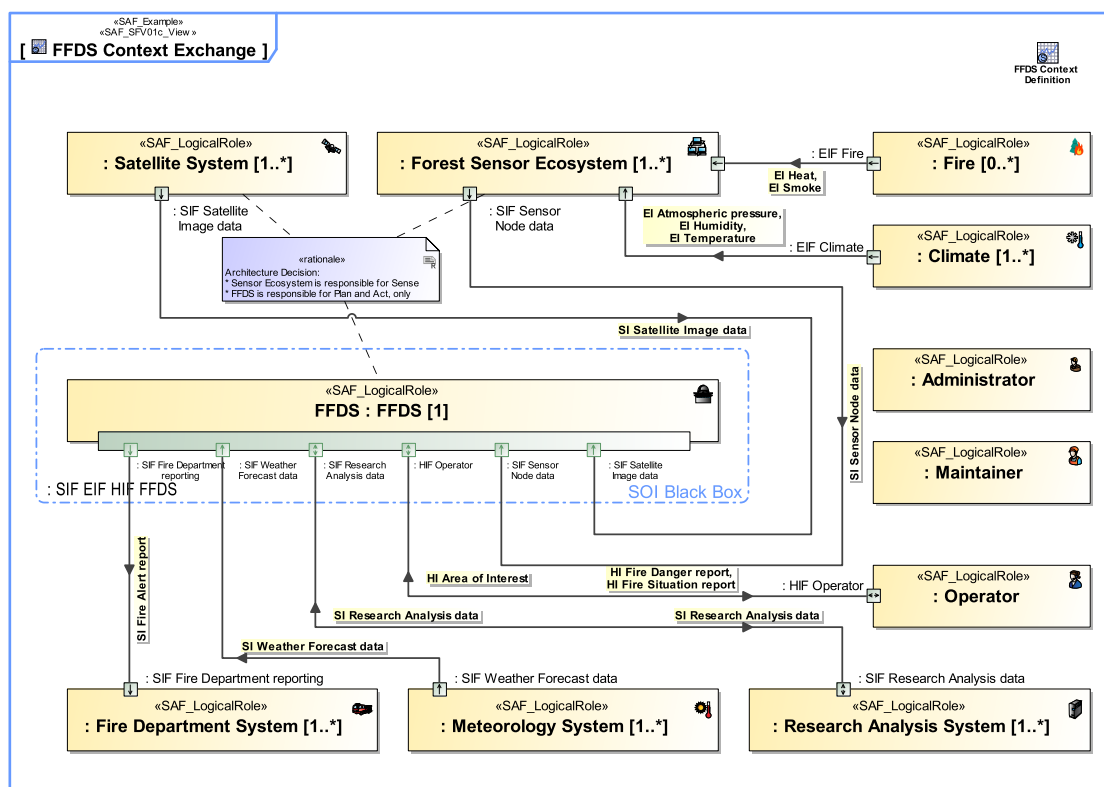 «SAF_Example»
«SAF_SFV01c_View»
[ FFDS Context Exchange ]
FFDS Context
Definition
«SAF_LogicalRole»
: Satellite System [1..*]
«SAF_LogicalRole»
: Forest Sensor Ecosystem [1..*]
«SAF_LogicalRole»
: Fire [0..*]
: EIF Fire
EI Heat,
EI Smoke
: SIF Satellite
Image data
: SIF Sensor
Node data
EI Atmospheric pressure,
EI Humidity,
EI Temperature
: EIF Climate
«SAF_LogicalRole»
: Climate [1..*]
«rationale»
Architecture Decision:
* Sensor Ecosystem is responsible for Sense
* FFDS is responsible for Plan and Act, only
SI Satellite Image data
SI Sensor Node data
«SAF_LogicalRole»
: Administrator
«SAF_LogicalRole»
FFDS : FFDS [1]
«SAF_LogicalRole»
: Maintainer
: SIF Fire Department
reporting
: SIF Weather
Forecast data
: SIF Research
Analysis data
: HIF Operator
: SIF Sensor
Node data
: SIF Satellite
Image data
: SIF EIF HIF FFDS
SOI Black Box
SI Fire Alert report
HI Area of Interest
HI Fire Danger report,
HI Fire Situation report
: HIF Operator
«SAF_LogicalRole»
: Operator
SI Research Analysis data
SI Research Analysis data
SI Weather Forecast data
: SIF Fire Department reporting
: SIF Weather Forecast data
: SIF Research Analysis data
«SAF_LogicalRole»
: Fire Department System [1..*]
«SAF_LogicalRole»
: Meteorology System [1..*]
«SAF_LogicalRole»
: Research Analysis System [1..*]